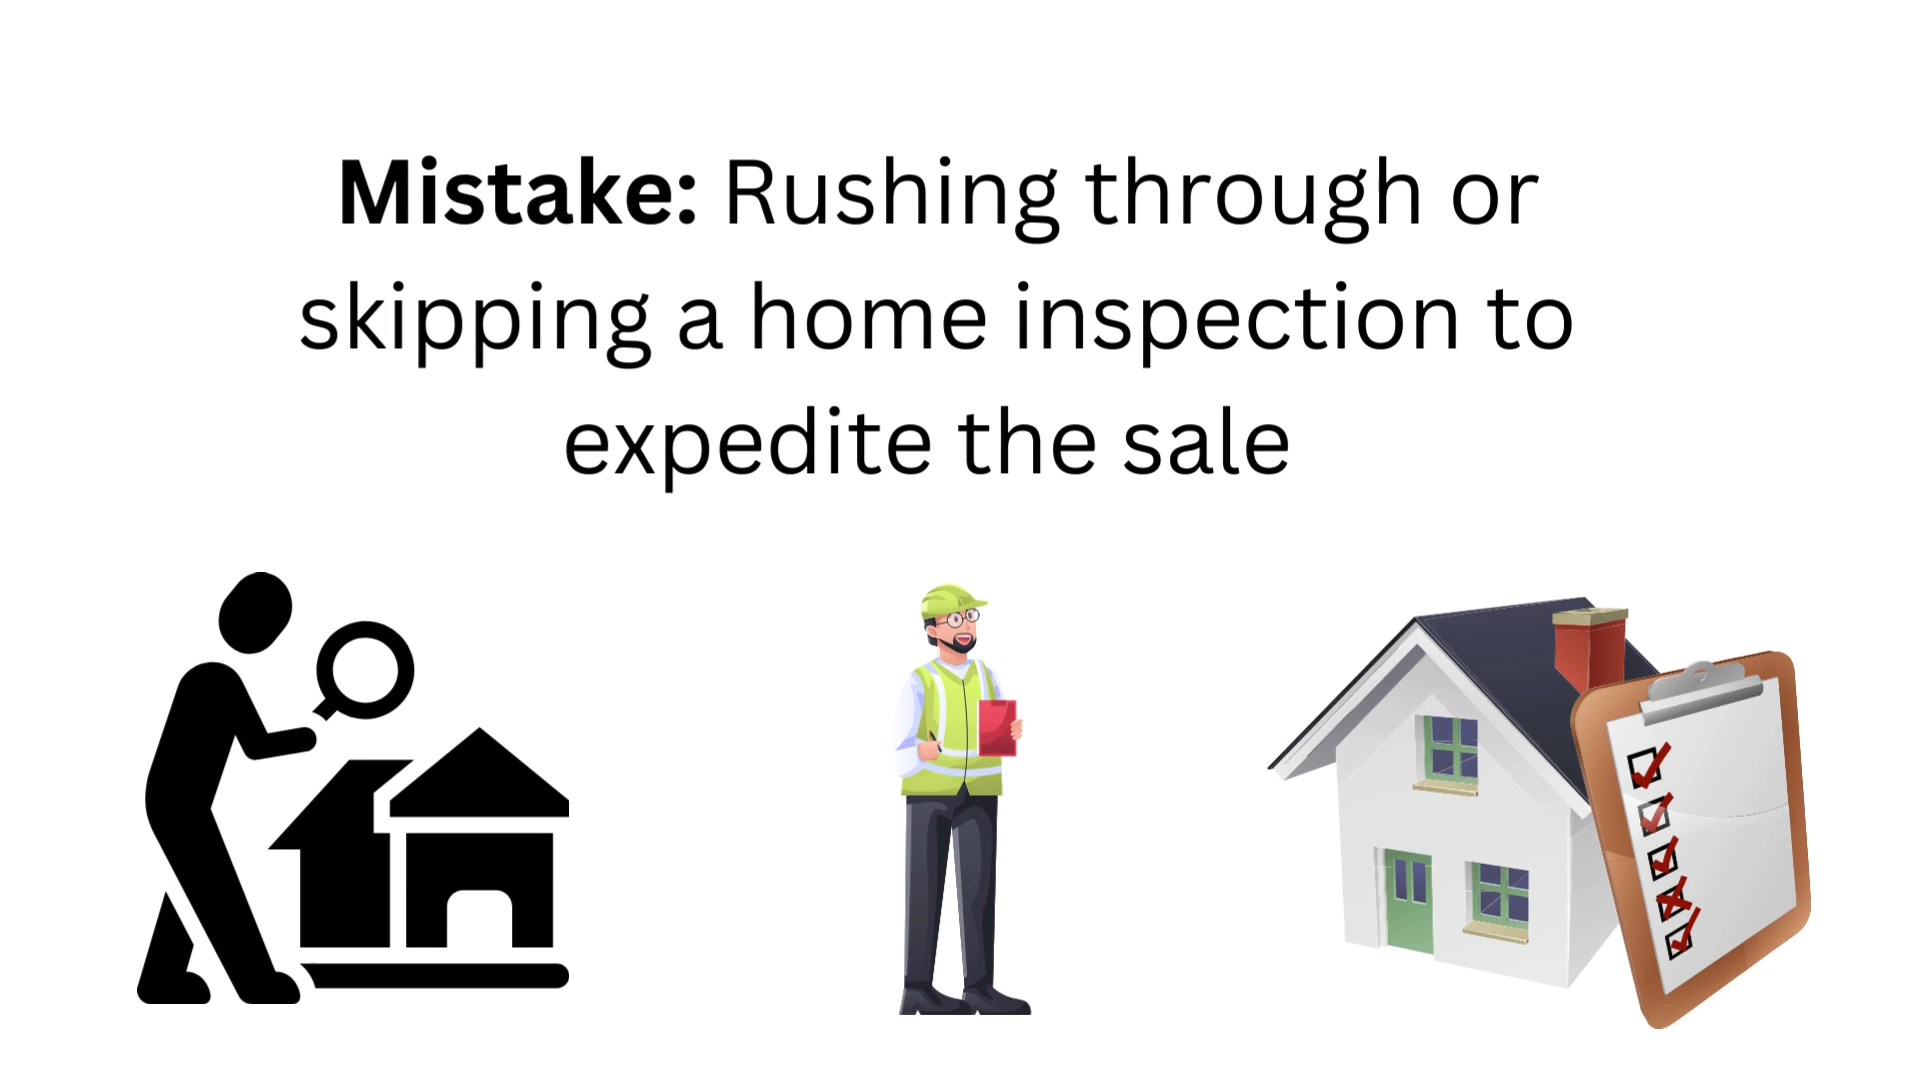 Mistake: Rushing through or
skipping a home inspection to
expedite the sale